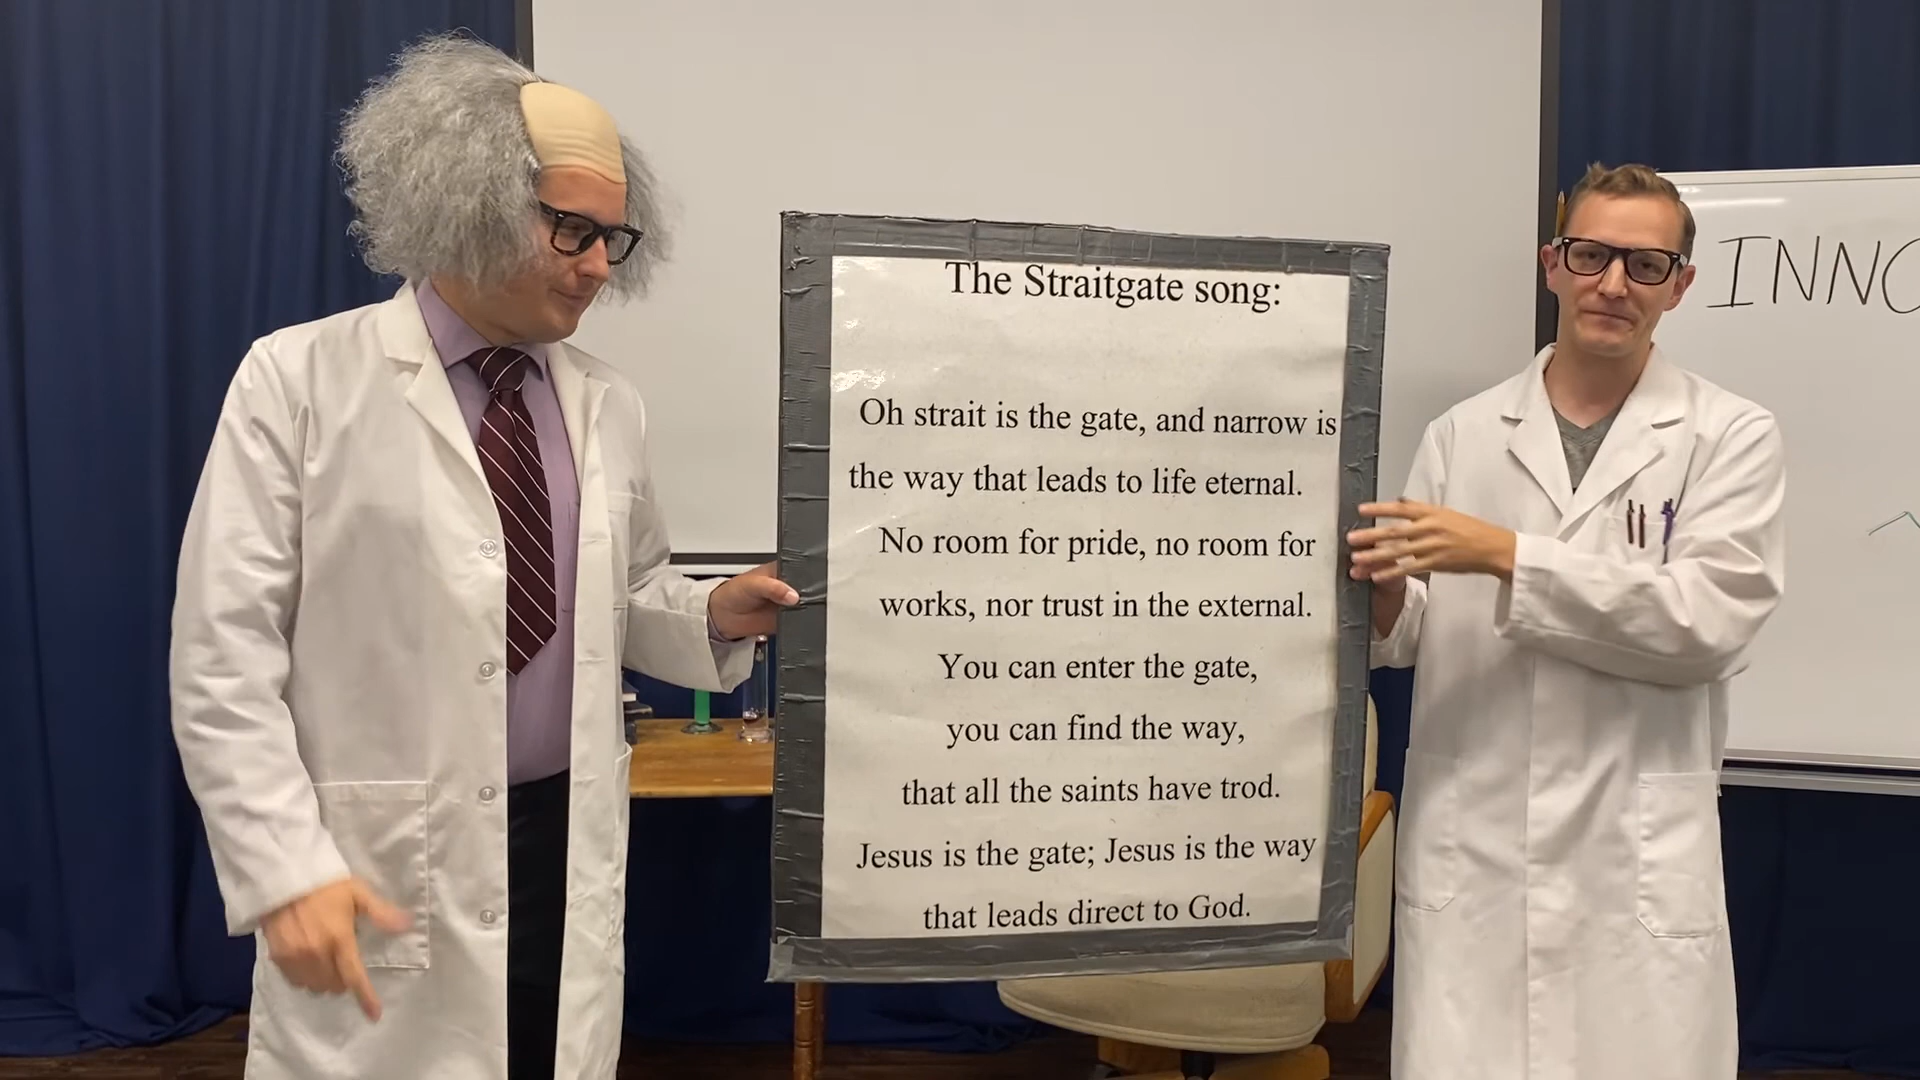 The Straitgate song:
Oh strait is the gate, and narrow is
the way that leads to life eternal.
No room for pride, no room for
works, nor trust in the external.
You can enter the gate,
you can find the way,
that all the saints have trod.
Jesus is the gate; Jesus is the way
that leads direct to God.
INNO